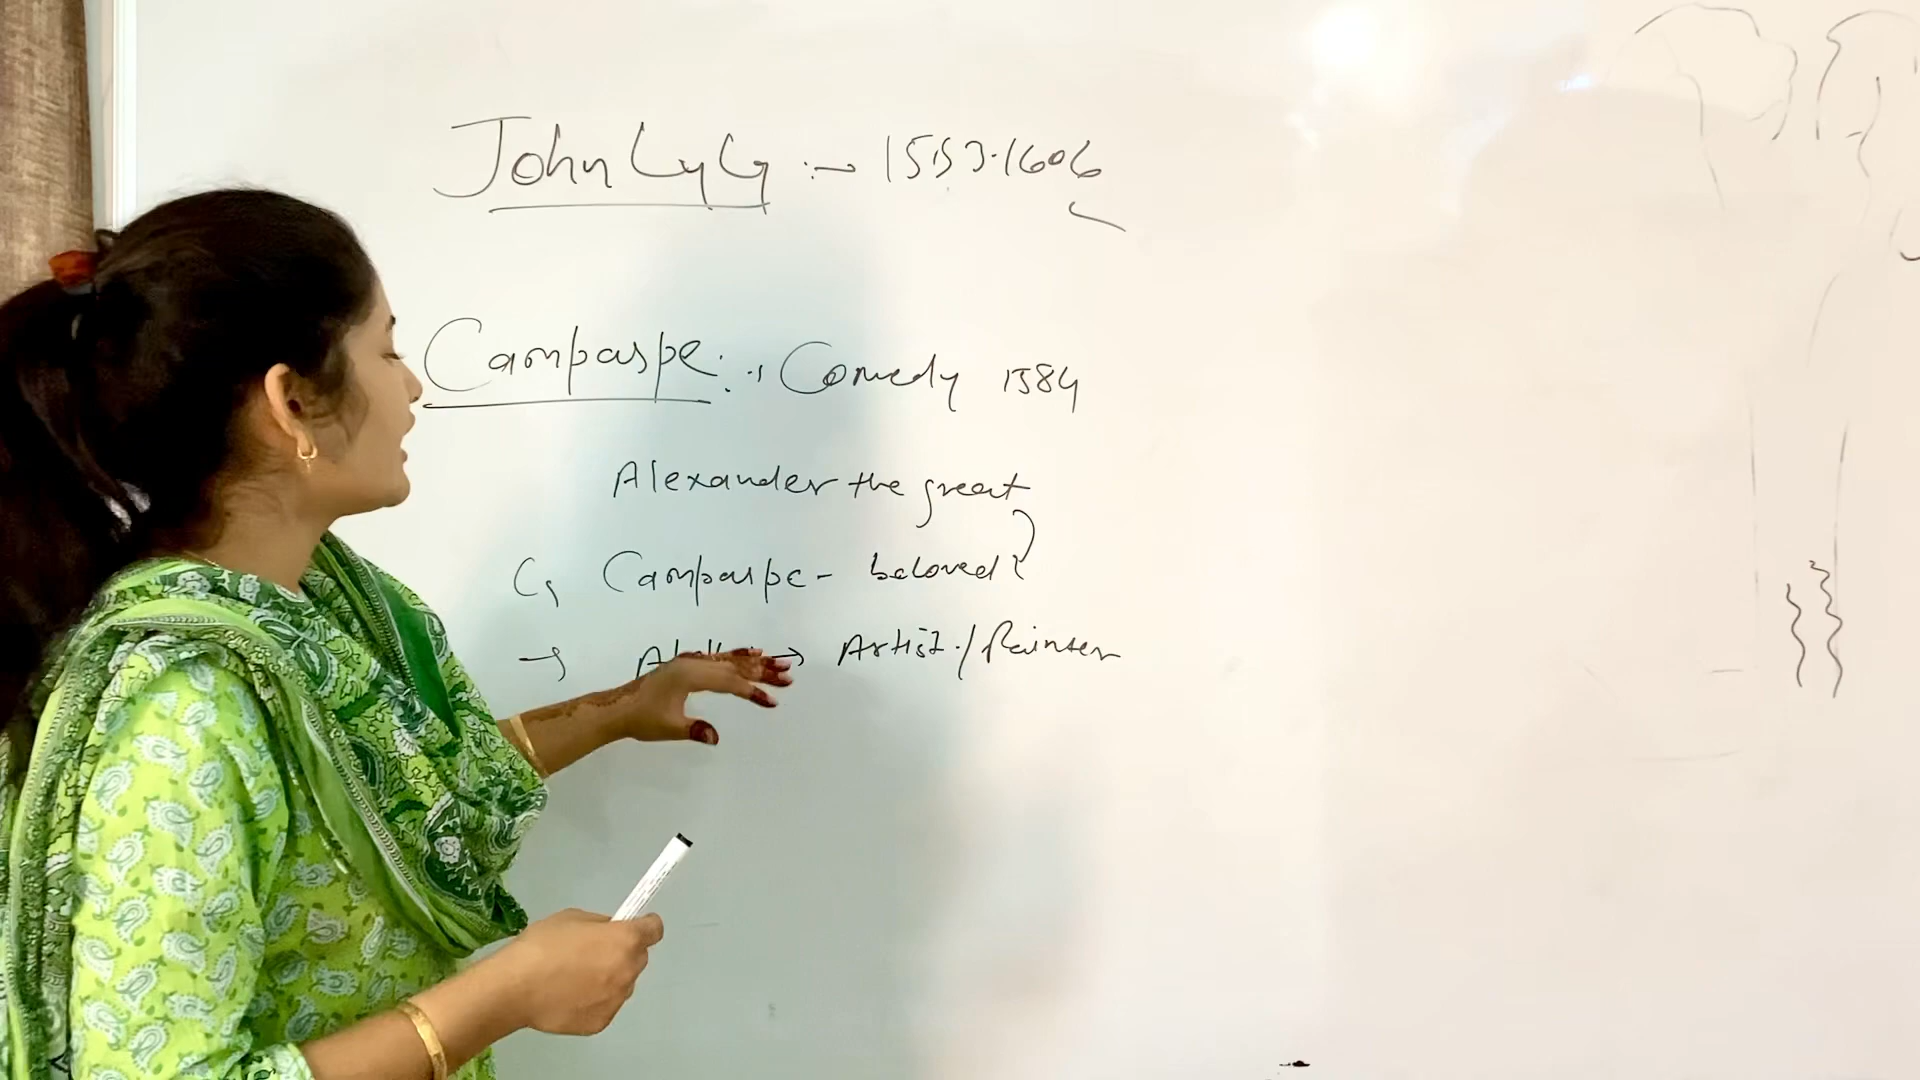 John Lyly :- 1553-1606
Campaspe : Comedy 1584
Alexander the great
Campaspe - beloved
→ → Artist / Painter